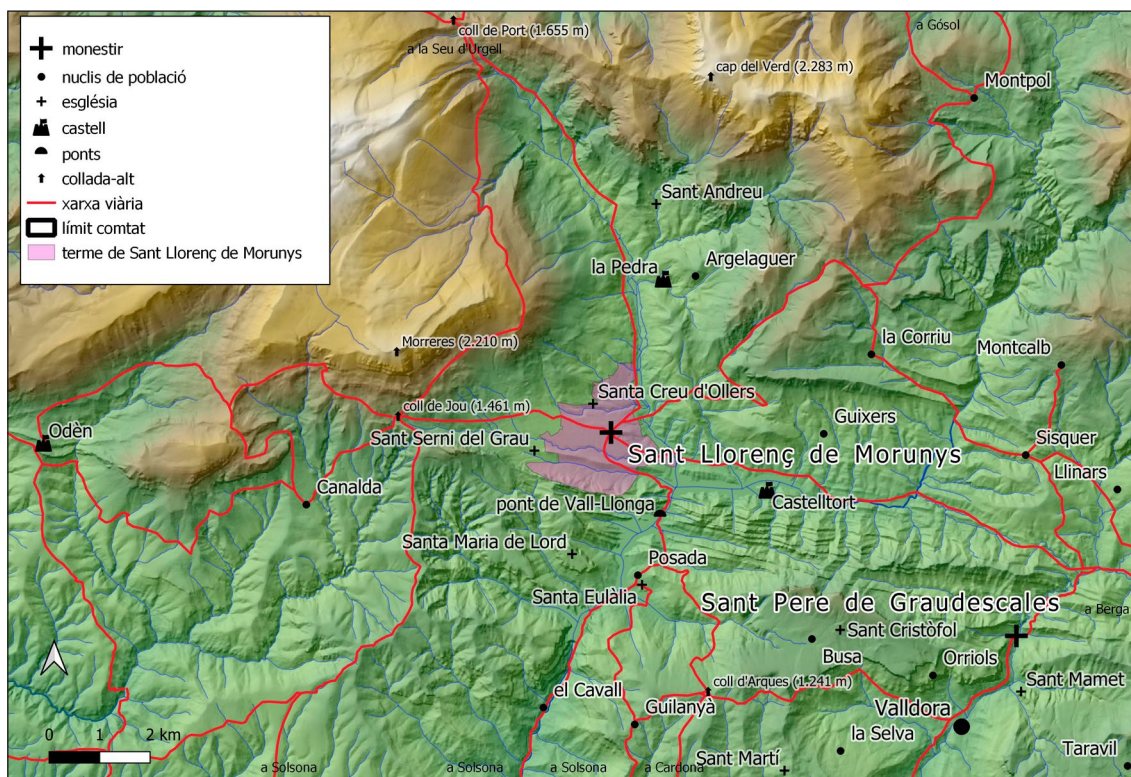 monestir
nuclis de població
església
castell
ponts
collada-alt
xarxa viària
límit comtat
terme de Sant Llorenç de Morunys
coll de Port (1.655 m)
a la Seu d'Urgell
a Gósol
cap del Verd (2.283 m)
Montpol
Sant Andreu
la Pedra
Argelaguer
Morreres (2.210 m)
la Corriu
Montcalb
Santa Creu d'Ollers
coll de Jou (1.461 m)
Odèn
Sant Serni del Grau
Guixers
Sant Llorenç de Morunys
Sisquer
Llinars
Canalda
pont de Vall-Llonga
Castelltort
Santa Maria de Lord
Posada
Santa Eulàlia
Sant Pere de Graudescales
a Berga
Sant Cristòfol
Busa
Orriols
coll d'Arques (1.241 m)
Sant Mamet
el Cavall
Guilanyà
Valldora
la Selva
Taravil
Sant Martí
0 1 2 km
a Solsona
a Solsona
a Solsona
a Cardona